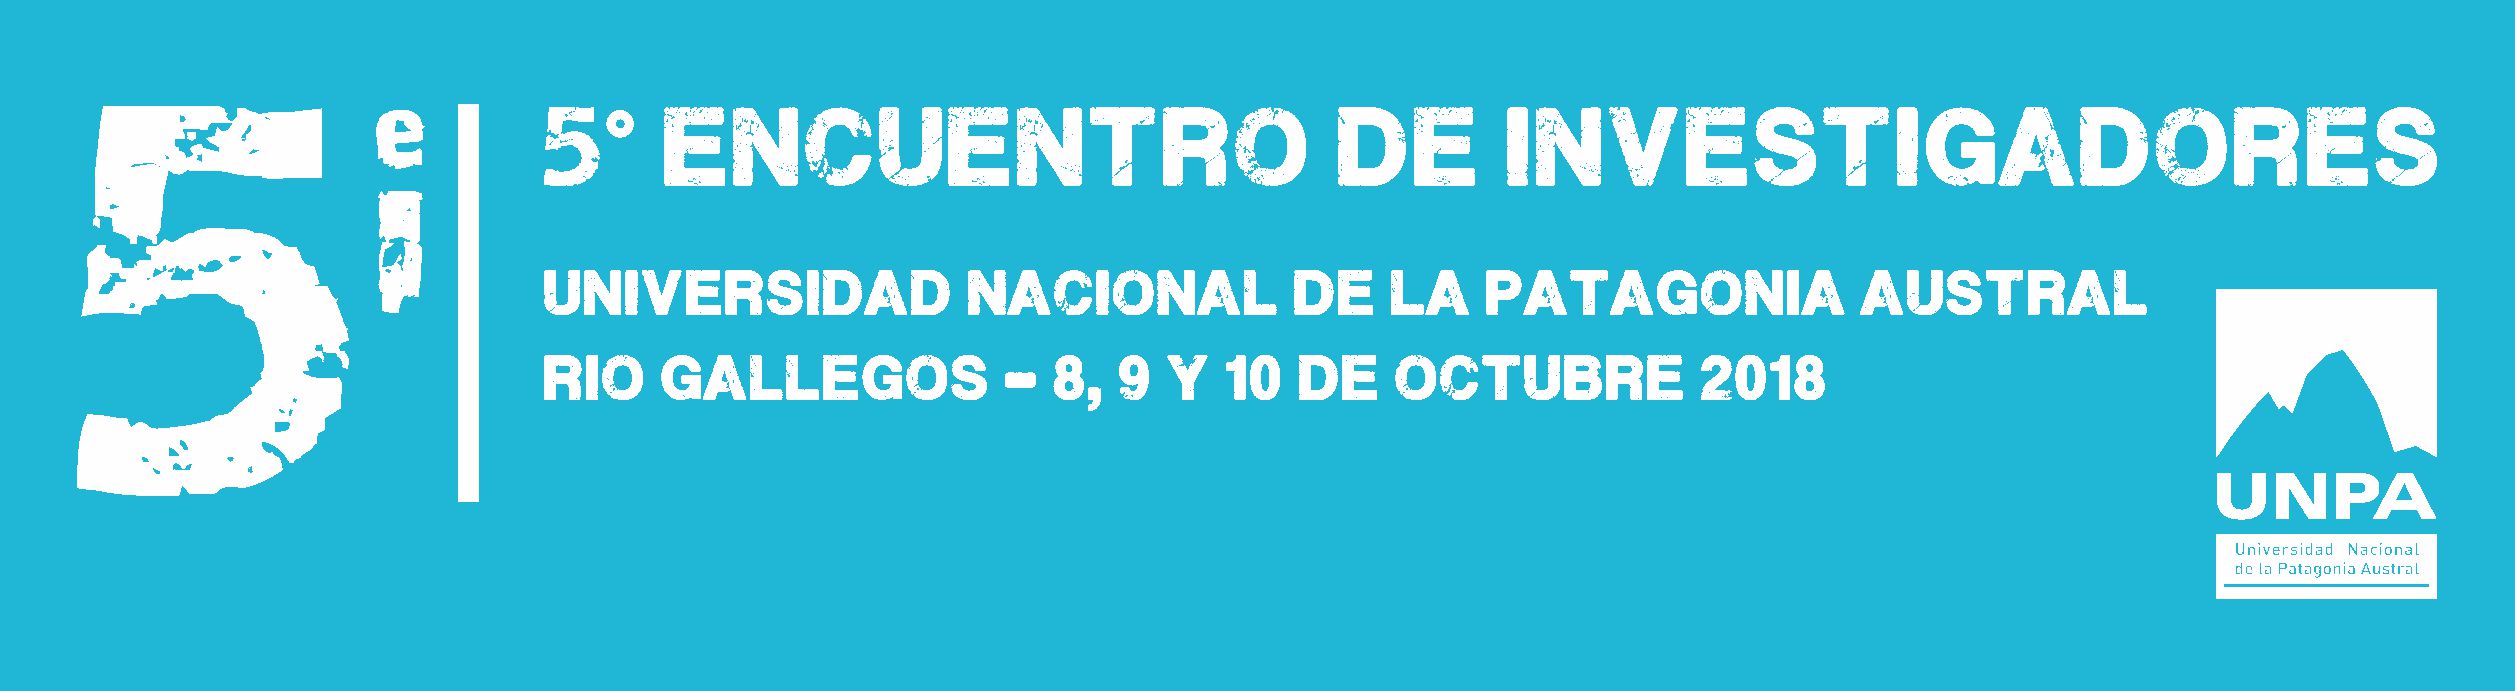 5
e
i
5° ENCUENTRO DE INVESTIGADORES
UNIVERSIDAD NACIONAL DE LA PATAGONIA AUSTRAL
RIO GALLEGOS – 8, 9 Y 10 DE OCTUBRE 2018
UNPA
Universidad Nacional
de la Patagonia Austral